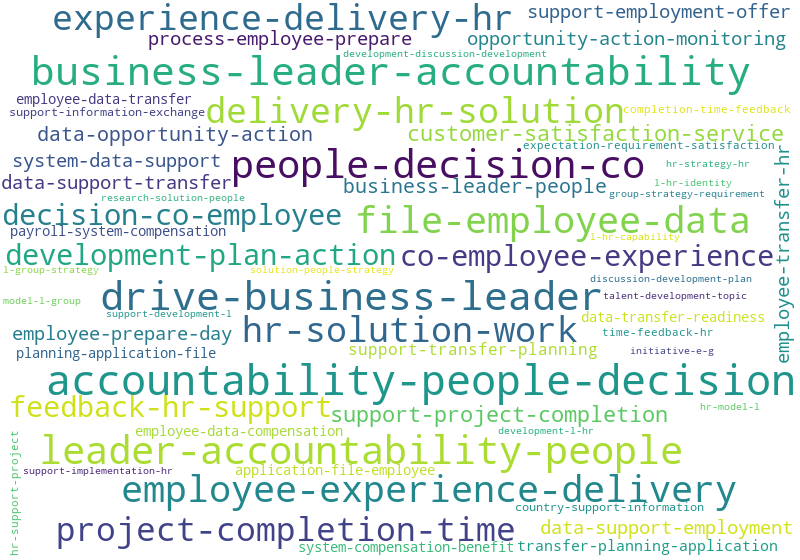 experience-delivery-hr
support-employment-offer
process-employee-prepare
opportunity-action-monitoring
development-discussion-development
business-leader-accountability
employee-data-transfer
support-information-exchange
delivery-hr-solution
completion-time-feedback
data-opportunity-action
customer-satisfaction-service
expectation-requirement-satisfaction
system-data-support
people-decision-co
hr-strategy-hr
data-support-transfer
business-leader-people
l-hr-identity
group-strategy-requirement
research-solution-people
decision-co-employee
file-employee-data
payroll-system-compensation
l-hr-capability
employee-transfer-hr
development-plan-action
co-employee-experience
l-group-strategy
solution-people-strategy
discussion-development-plan
drive-business-leader
talent-development-topic
model-l-group
support-development-l
data-transfer-readiness
employee-prepare-day
hr-solution-work
time-feedback-hr
planning-application-file
support-transfer-planning
initiative-e-g
accountability-people-decision
feedback-hr-support
support-project-completion
hr-model-l
employee-data-compensation
development-l-hr
leader-accountability-people
hr-support-project
support-implementation-hr
application-file-employee
employee-experience-delivery
country-support-information
project-completion-time
data-support-employment
system-compensation-benefit
transfer-planning-application